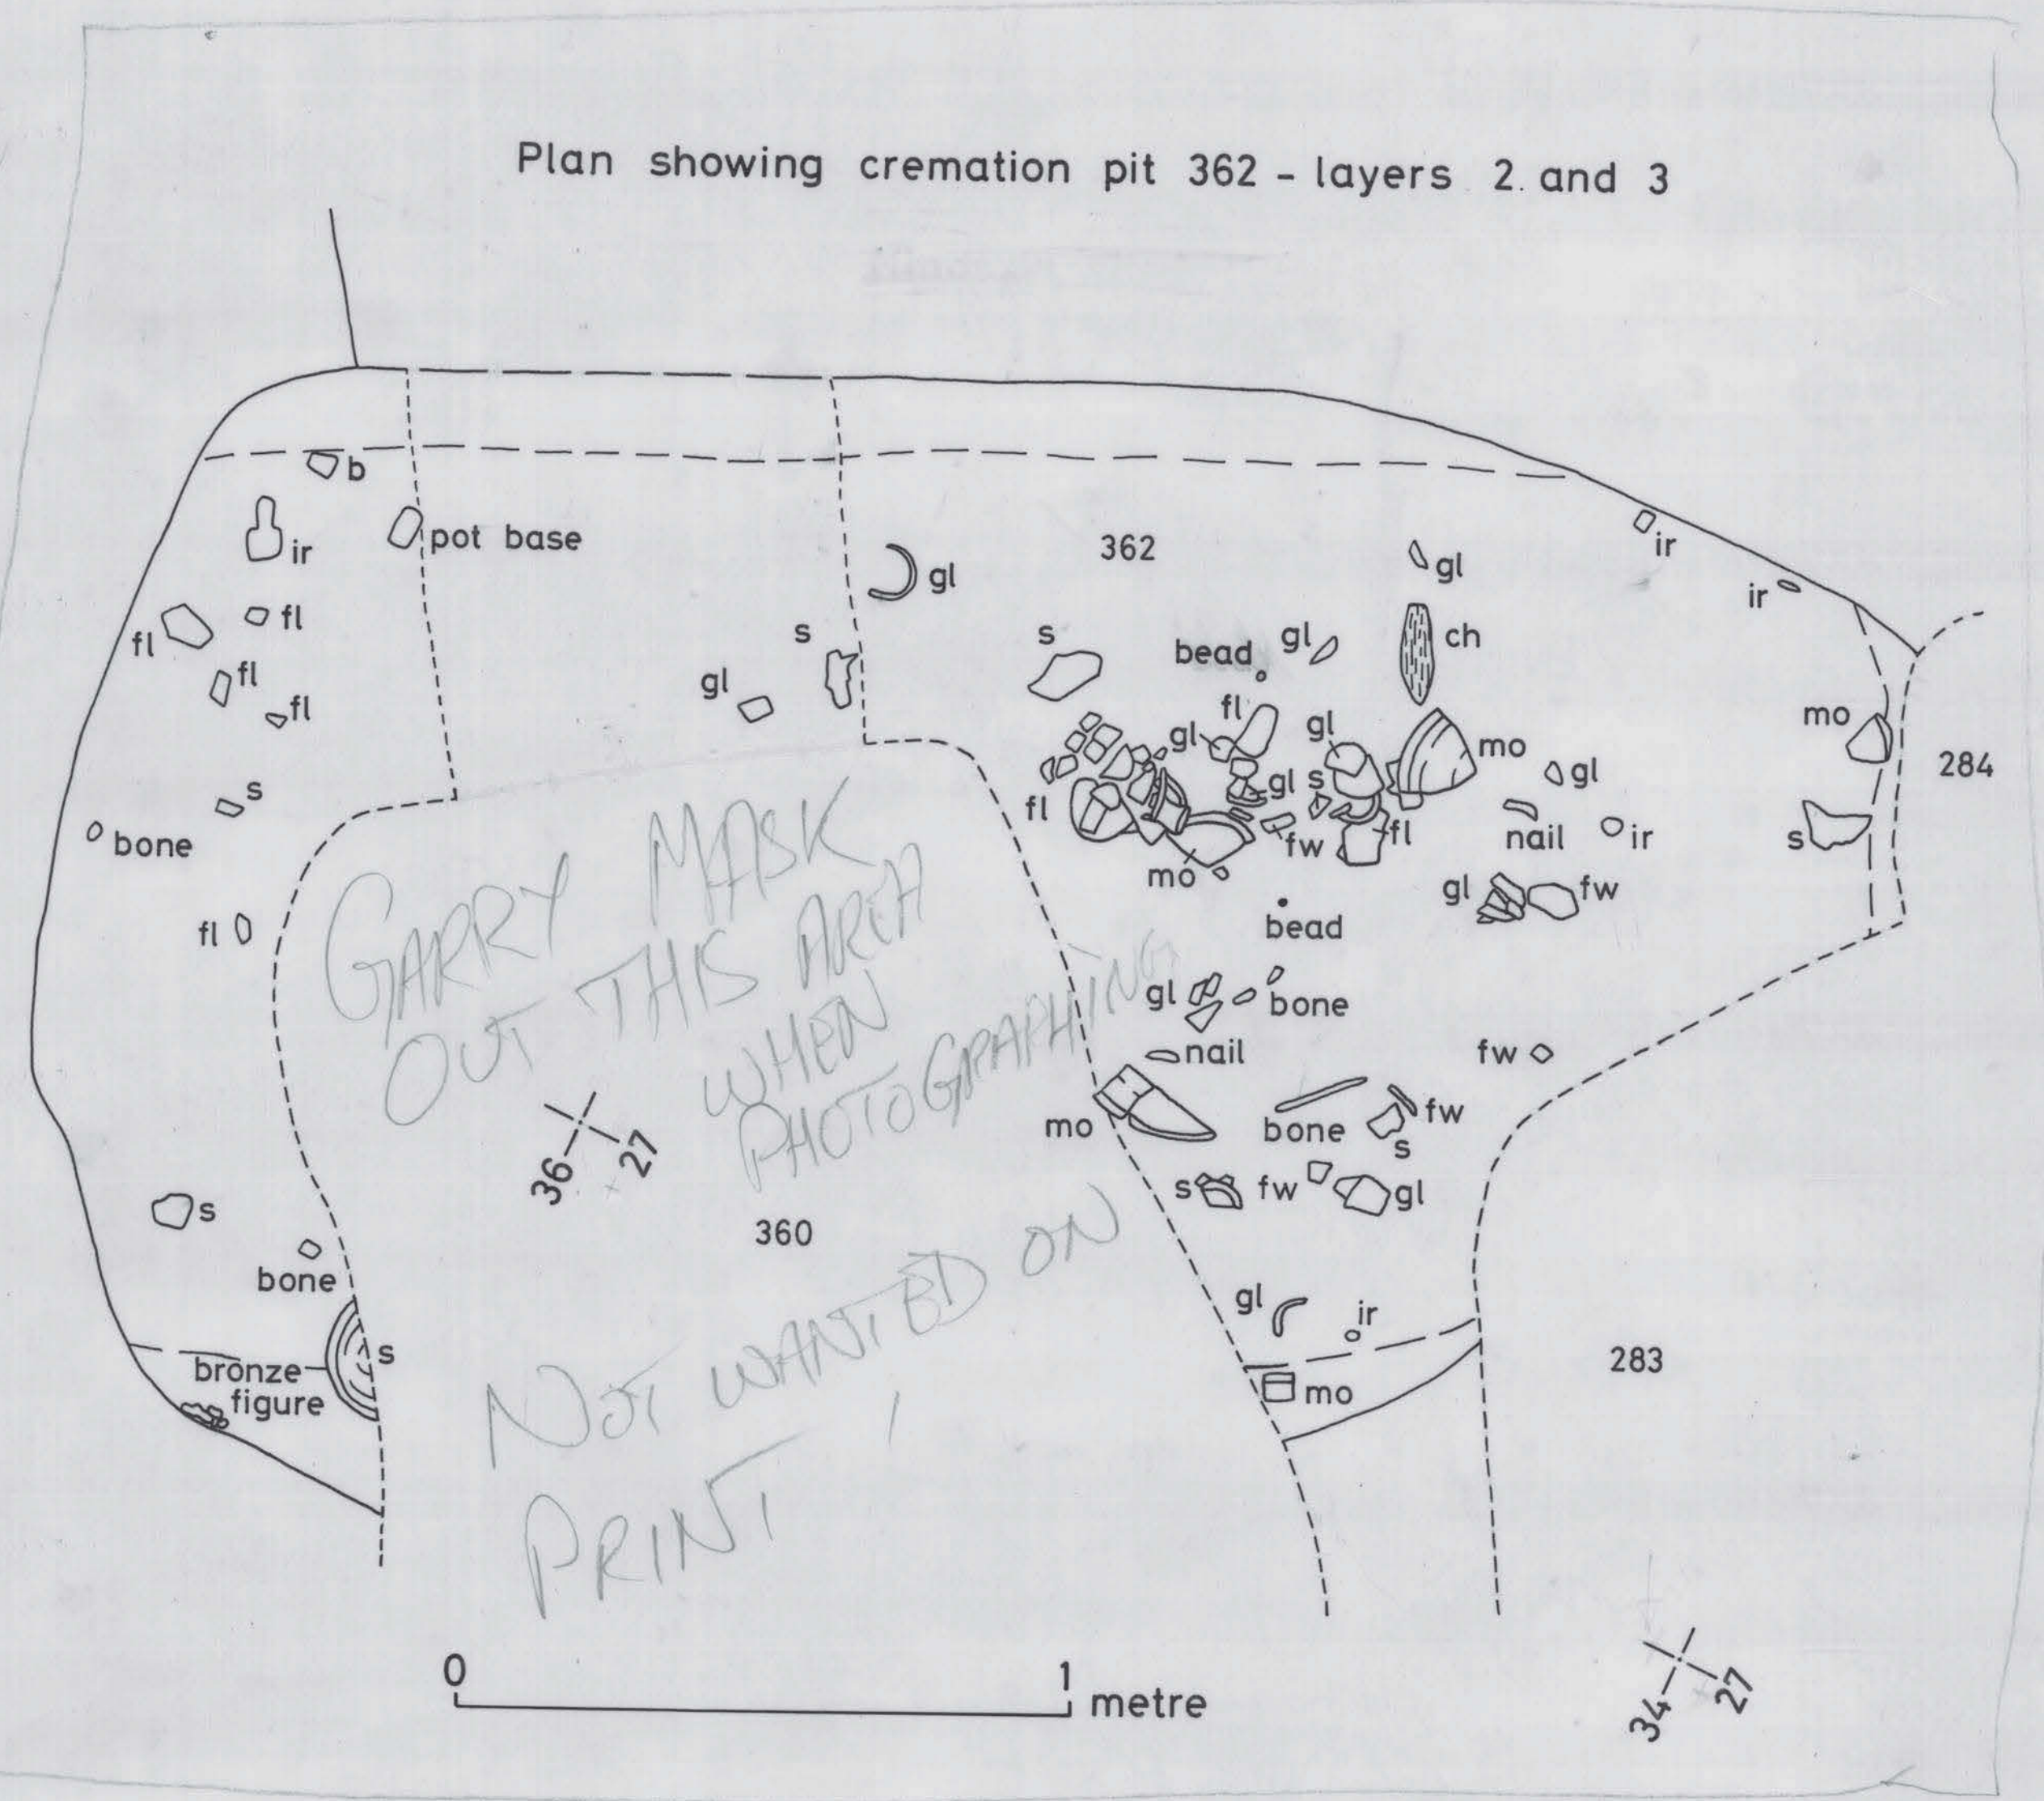 Plan showing cremation pit 362 - layers 2 and 3
b
ir
pot base
gl
362
gl
ir
ir
fl
fl
s
s
bead
gl
ch
fl
fl
gl
mo
284
gl
fl
gl
mo
gl
s
bone
fl
gl
s
fw
fl
nail
ir
s
mo
gl
fw
fl
bead
gl
bone
nail
fw
mo
bone
fw
s
s
fw
gl
s
bone
gl
ir
bronze
figure
s
mo
283
360
36
27
GARRY MASK
OUT THIS AREA
WHEN
PHOTOGRAPHING
NOT WANTED ON
PRINT !
0
1
metre
34
27